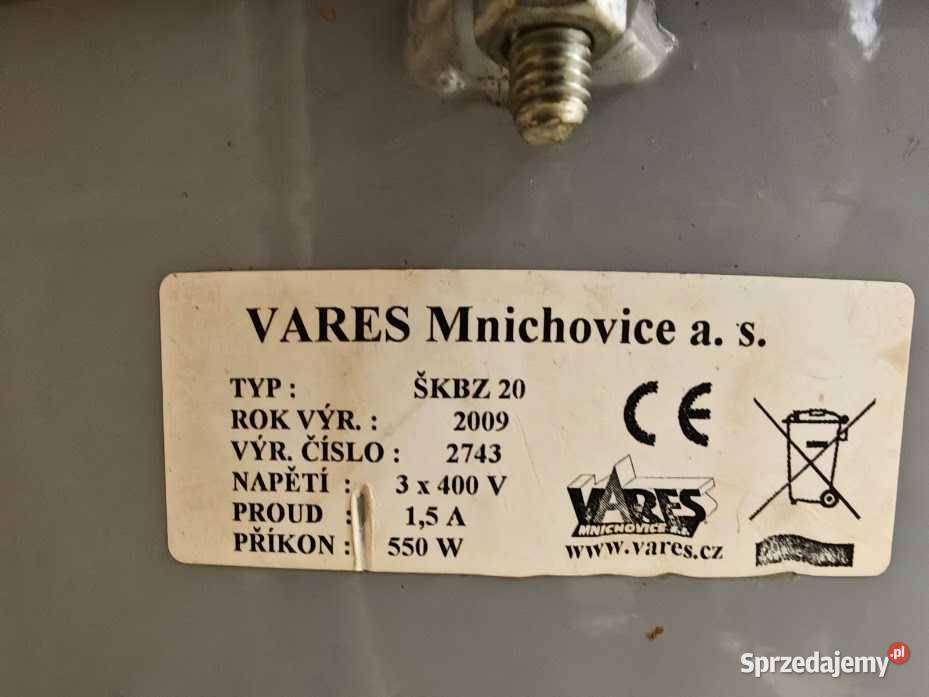 VARES Mnichovice a. s.
TYP : ŠKBZ 20
ROK VÝR. : 2009
VÝR. ČÍSLO : 2743
NAPĚTÍ : 3 x 400 V
PROUD : 1,5 A
PŘÍKON : 550 W
CE
VARES
MNICHOVICE a.s.
www.vares.cz
Sprzedajemy.pl